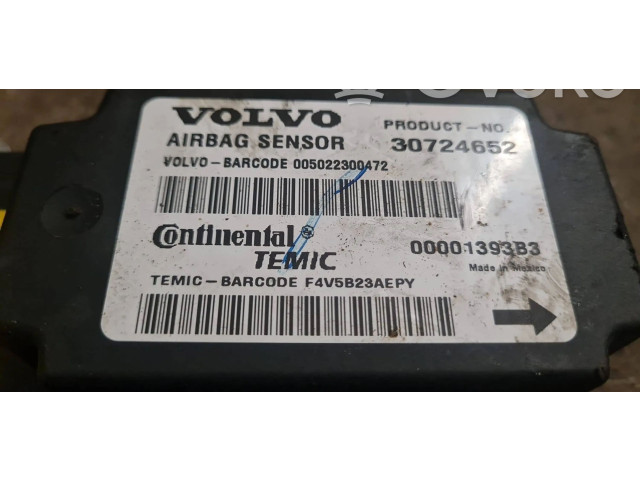 VOLVO
PRODUCT-NO.
AIRBAG SENSOR 30724652
VOLVO-BARCODE 005022300472
Continental
TEMIC
00001393B3
Made in Mexico
TEMIC-BARCODE F4V5B23AEPY